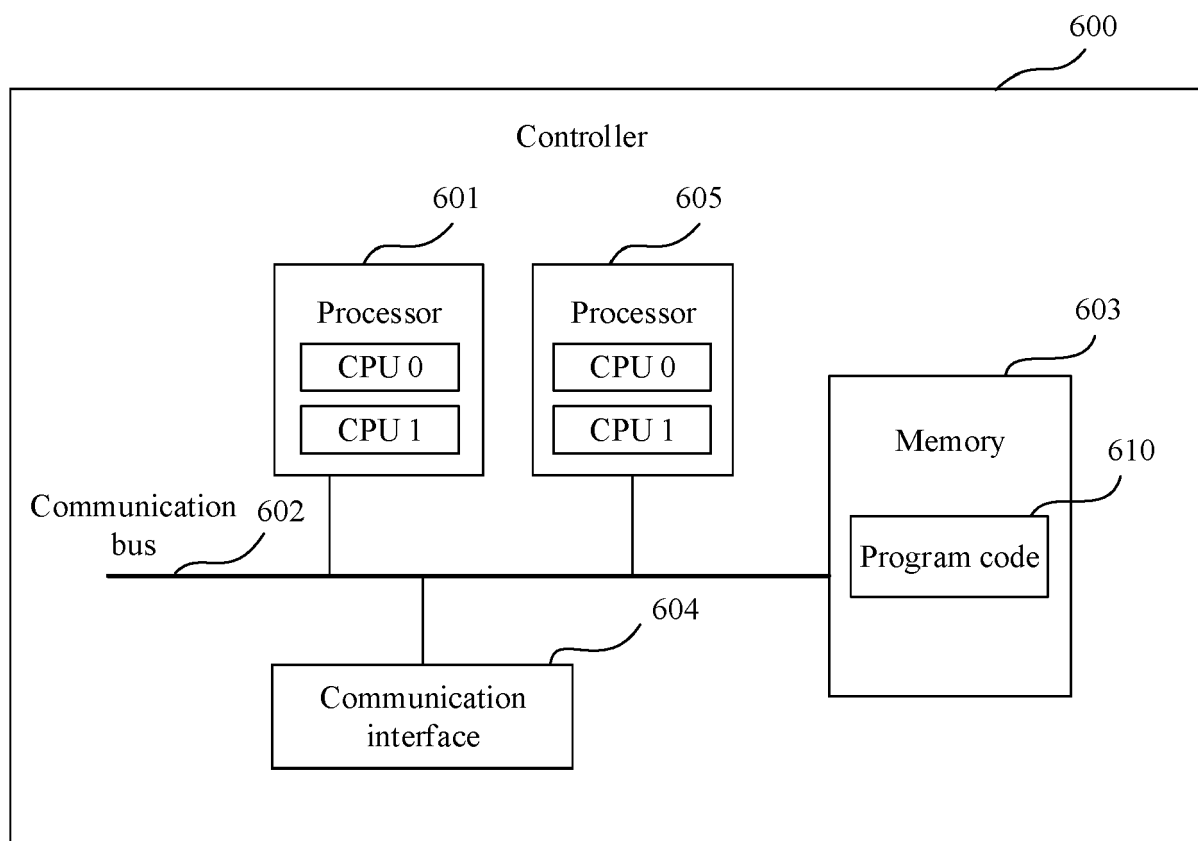 600
Controller
601
605
Processor
CPU 0
CPU 1
Processor
CPU 0
CPU 1
603
Memory
610
Program code
Communication
bus
602
604
Communication
interface